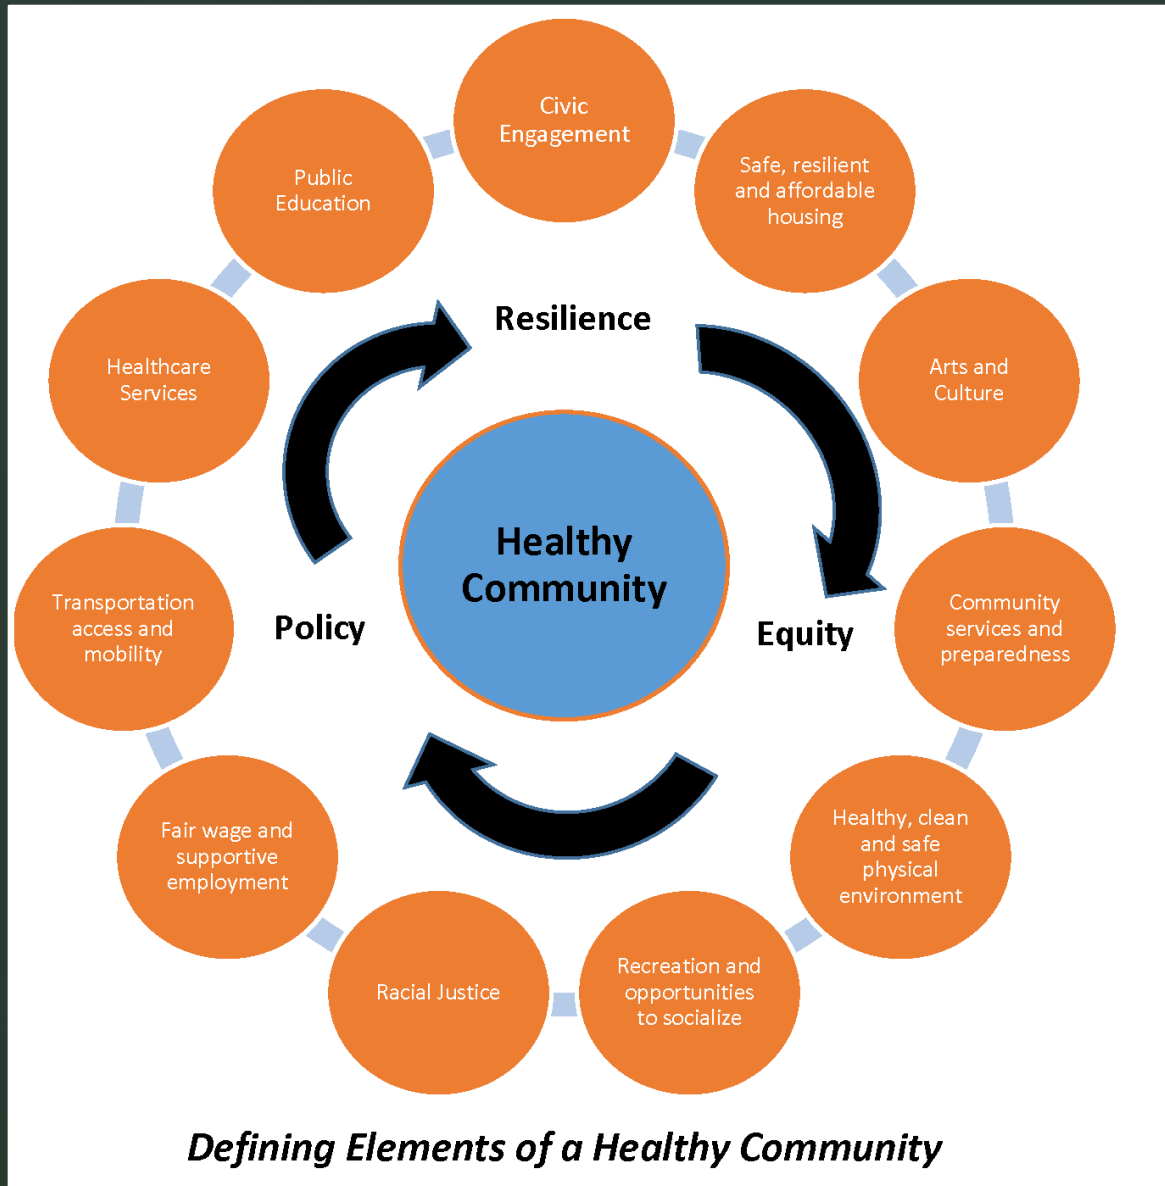 Civic
Engagement
Safe, resilient
and affordable
housing
Arts and
Culture
Community
services and
preparedness
Healthy, clean
and safe
physical
environment
Recreation and
opportunities
to socialize
Racial Justice
Fair wage and
supportive
employment
Transportation
access and
mobility
Healthcare
Services
Public
Education
Resilience
Equity
Policy
Healthy
Community
Defining Elements of a Healthy Community